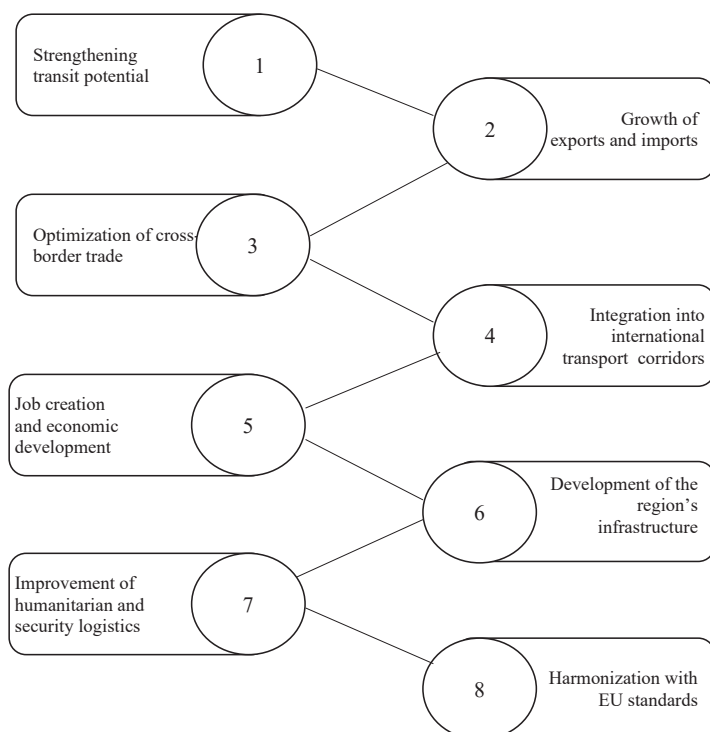 Strengthening
transit potential
1
2
Growth of
exports and imports
Optimization of cross-
border trade
3
4
Integration into
international
transport corridors
Job creation
and economic
development
5
6
Development of the
region’s
infrastructure
Improvement of
humanitarian and
security logistics
7
8
Harmonization with
EU standards